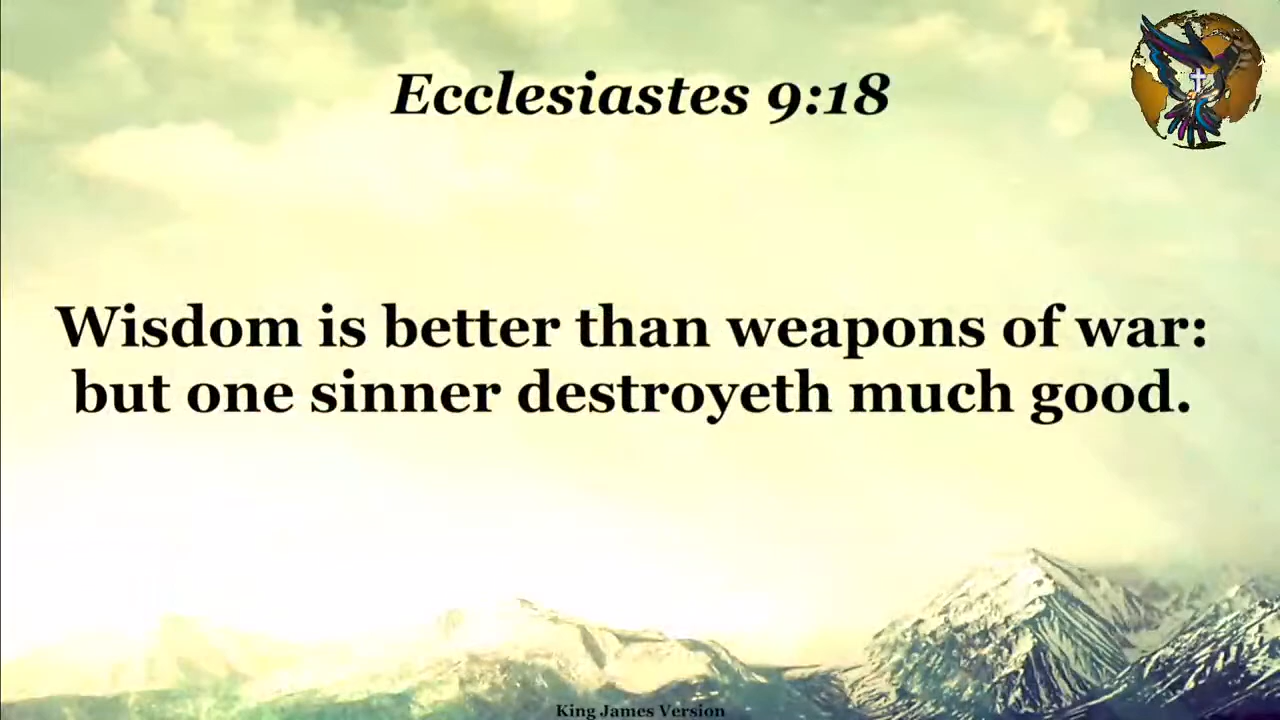 Ecclesiastes 9:18
Wisdom is better than weapons of war:
but one sinner destroyeth much good.
King James Version